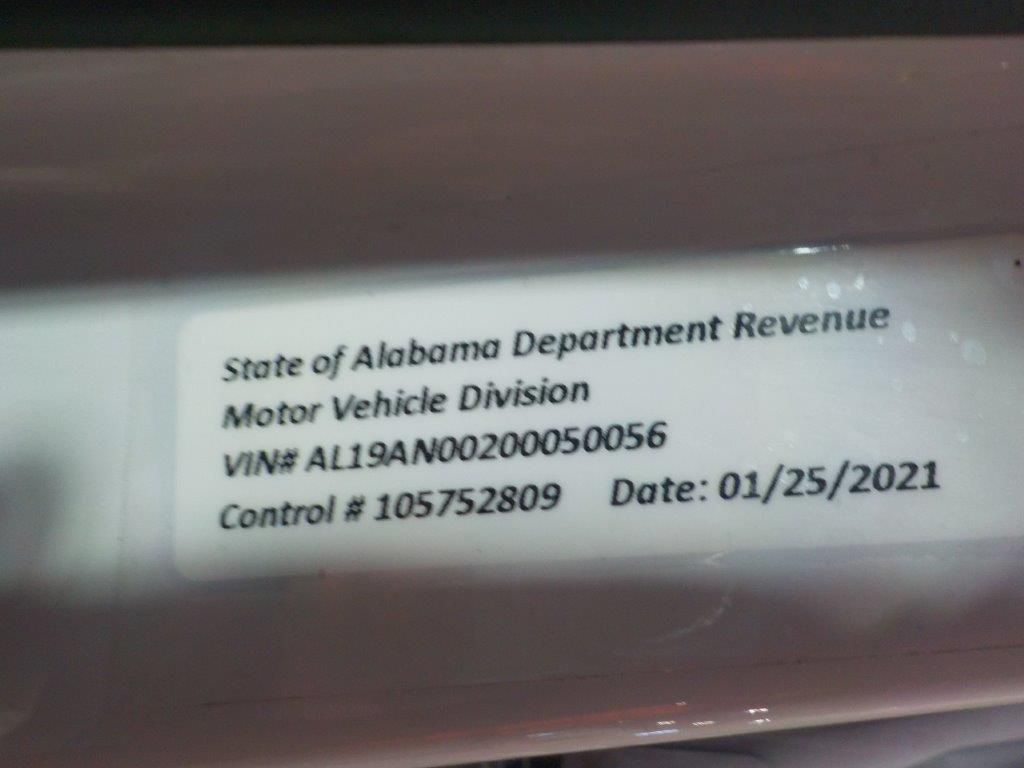 State of Alabama Department Revenue
Motor Vehicle Division
VIN# AL19AN00200050056
Control # 105752809 Date: 01/25/2021